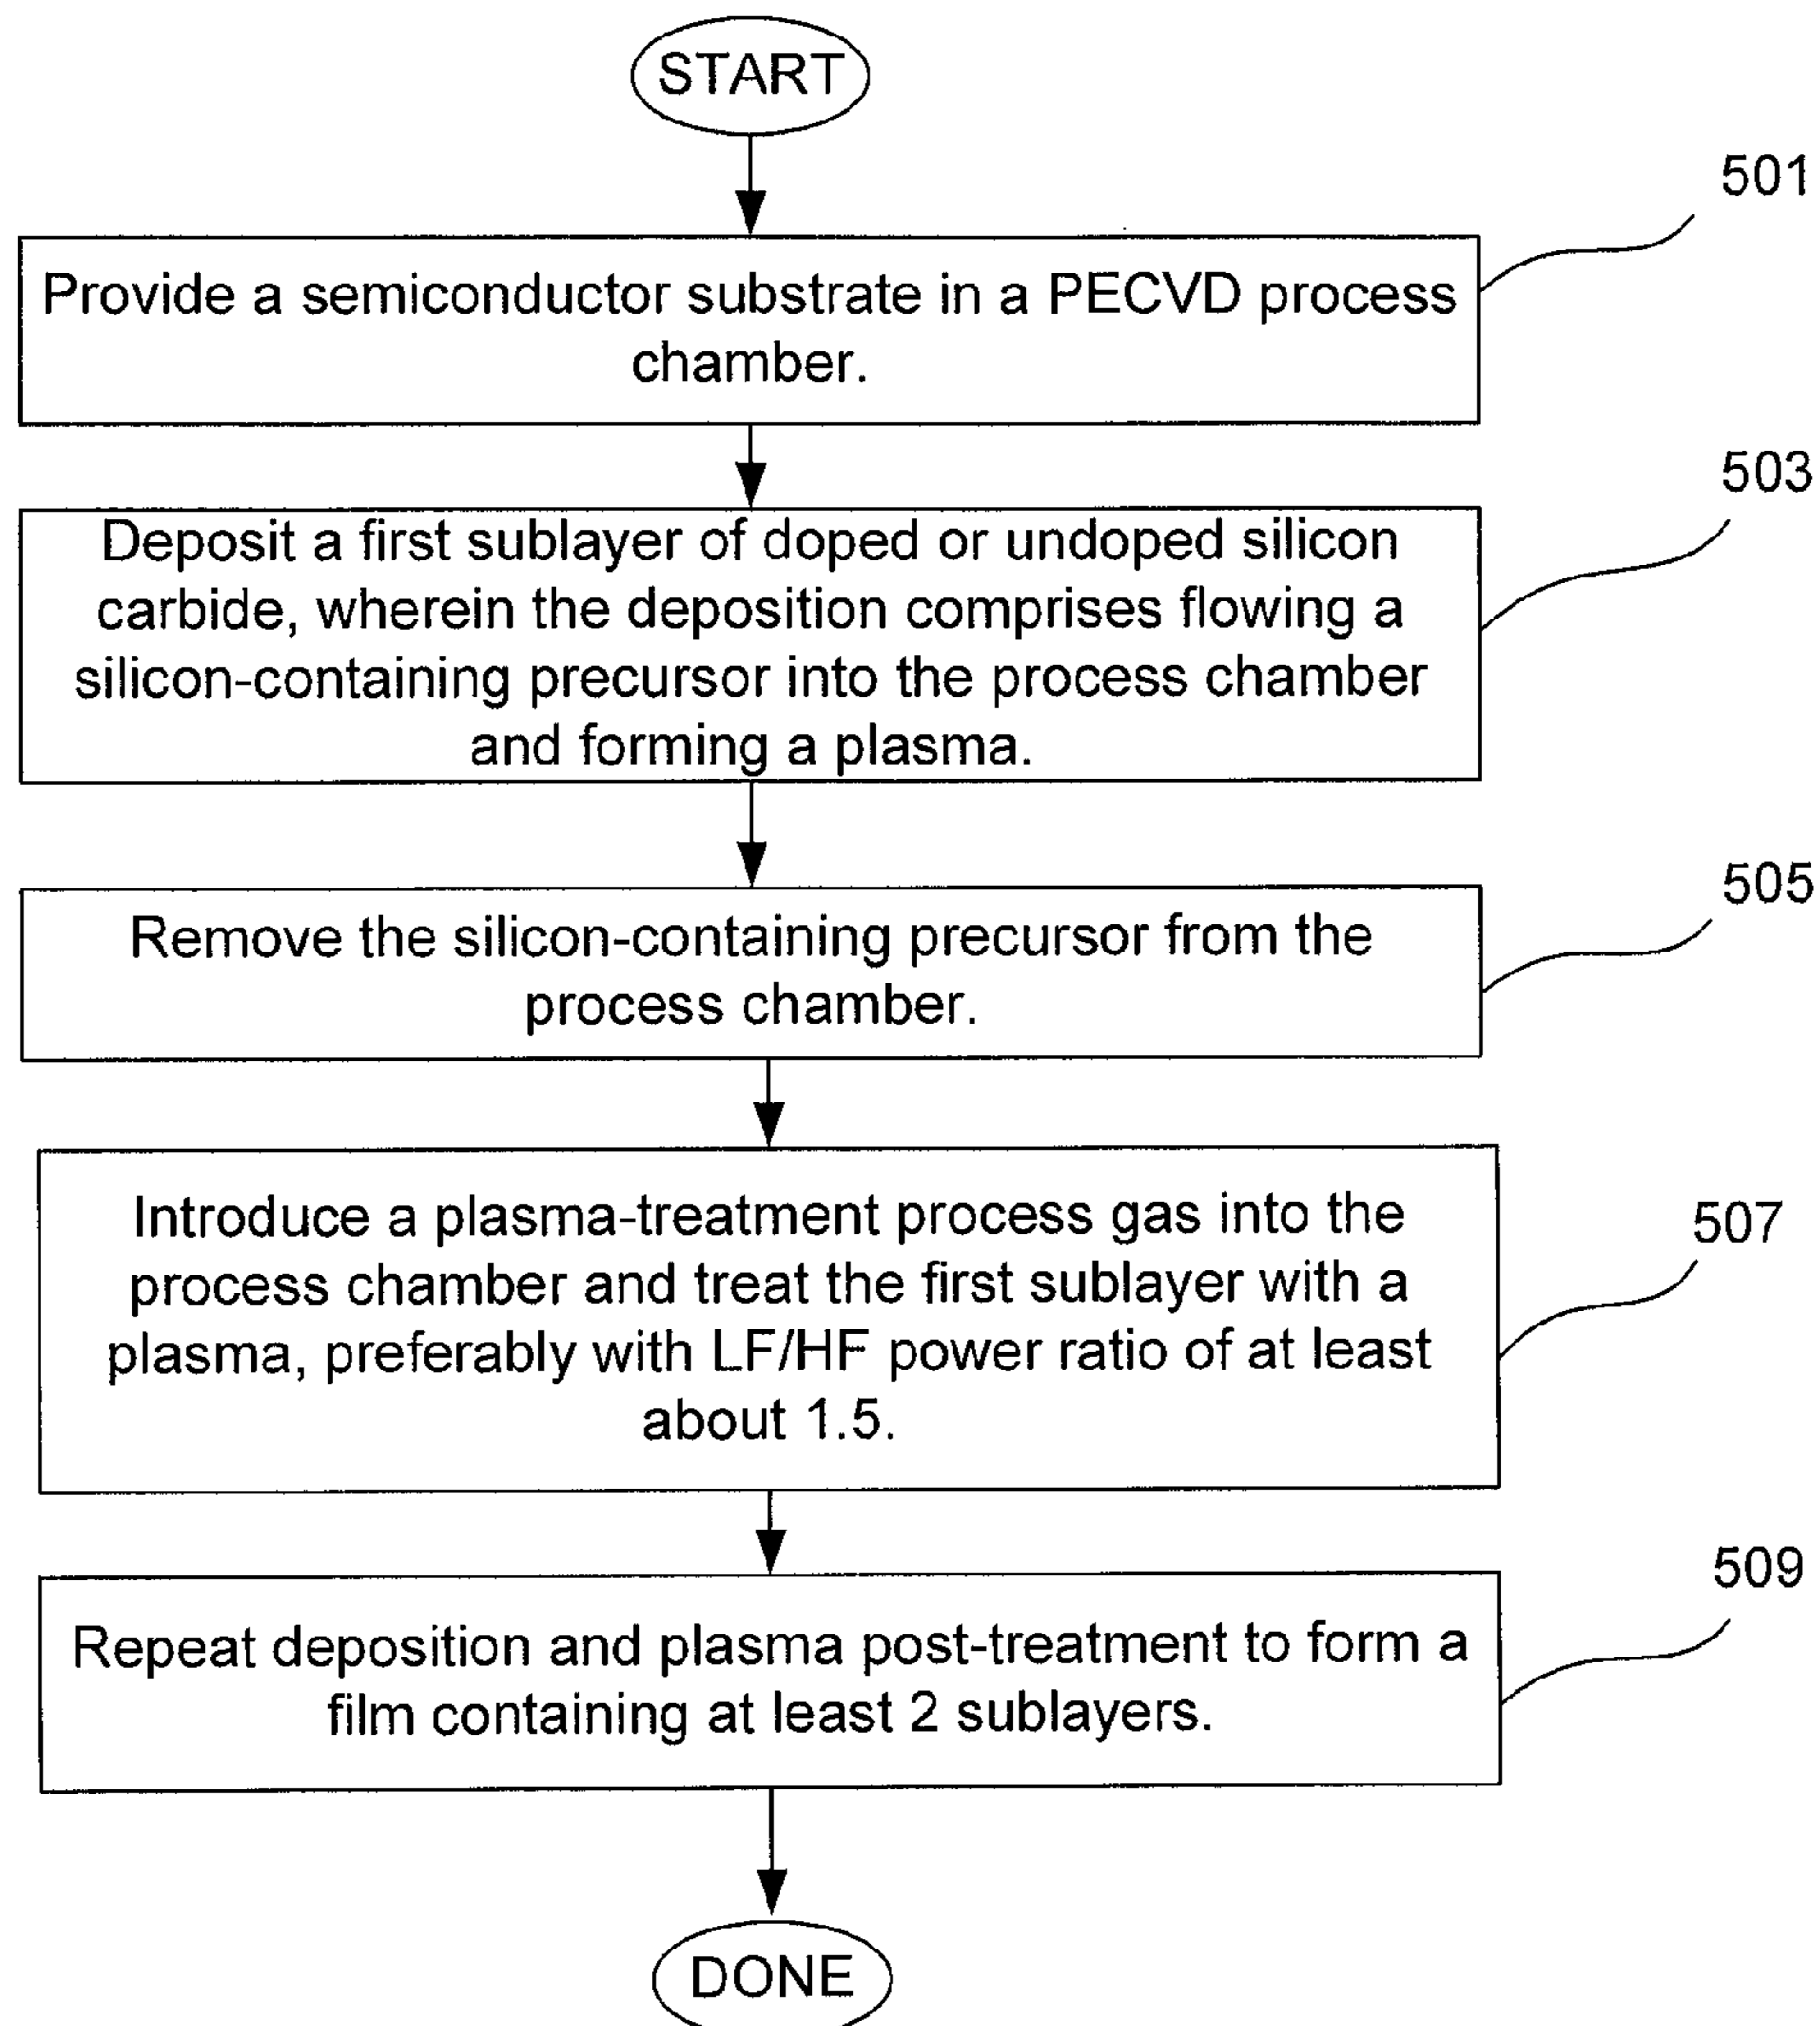 START
501
Provide a semiconductor substrate in a PECVD process
chamber.
503
Deposit a first sublayer of doped or undoped silicon
carbide, wherein the deposition comprises flowing a
silicon-containing precursor into the process chamber
and forming a plasma.
505
Remove the silicon-containing precursor from the
process chamber.
507
Introduce a plasma-treatment process gas into the
process chamber and treat the first sublayer with a
plasma, preferably with LF/HF power ratio of at least
about 1.5.
509
Repeat deposition and plasma post-treatment to form a
film containing at least 2 sublayers.
DONE